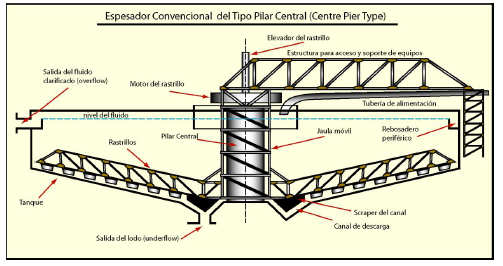 Espesador Convencional del Tipo Pilar Central (Centre Pier Type)
Elevador del rastrillo
Estructura para acceso y soporte de equipos
Salida del fluido
clarificado (overflow)
Motor del rastrillo
Tubería de alimentación
nivel del fluido
Pilar Central
Jaula móvil
Rebosadero
periférico
Rastrillos
Tanque
Scraper del canal
Canal de descarga
Salida del lodo (underflow)